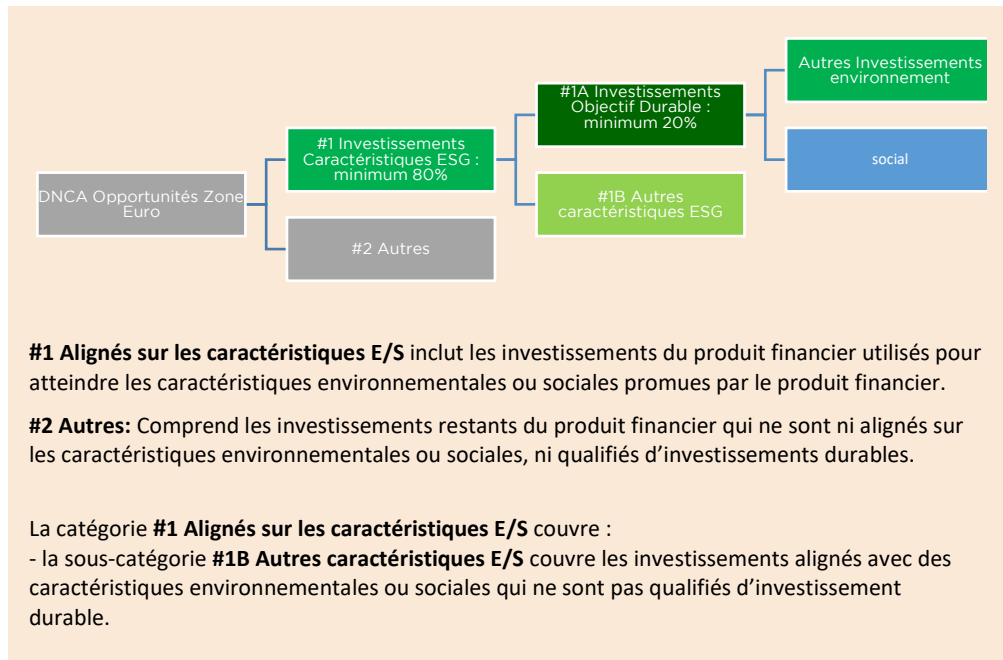 DNCA Opportunités Zone
Euro
#1 Investissements
Caractéristiques ESG :
minimum 80%
#2 Autres
#1A Investissements
Objectif Durable :
minimum 20%
#1B Autres
caractéristiques ESG
Autres Investissements
environnement
social
#1 Alignés sur les caractéristiques E/S inclut les investissements du produit financier utilisés pour
atteindre les caractéristiques environnementales ou sociales promues par le produit financier.
#2 Autres: Comprend les investissements restants du produit financier qui ne sont ni alignés sur
les caractéristiques environnementales ou sociales, ni qualifiés d’investissements durables.
La catégorie #1 Alignés sur les caractéristiques E/S couvre :
- la sous-catégorie #1B Autres caractéristiques E/S couvre les investissements alignés avec des
caractéristiques environnementales ou sociales qui ne sont pas qualifiés d’investissement
durable.